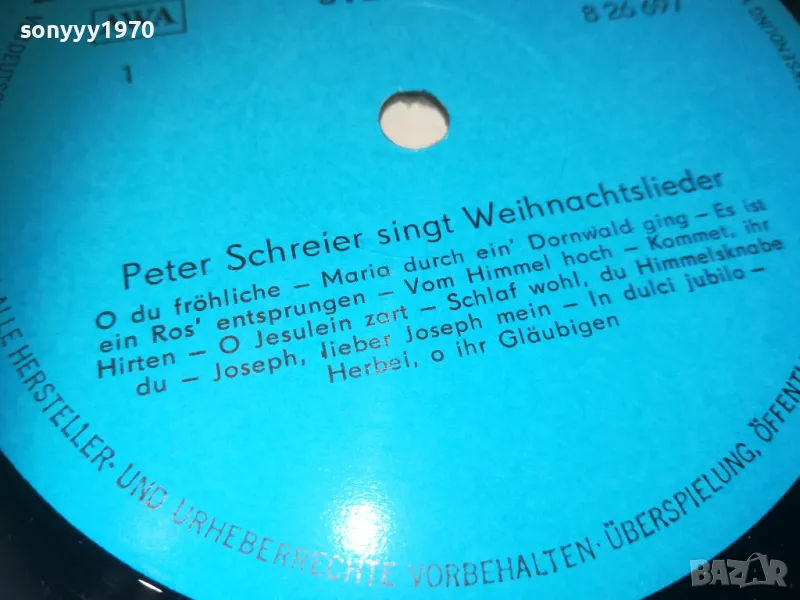 sonyyy1970
AWA
8 26 697
1
Peter Schreier singt Weihnachtslieder
O du fröhliche – Maria durch ein' Dornwald ging – Es ist
ein Ros' entsprungen – Vom Himmel hoch – Kommet, ihr
Hirten – O Jesulein zart – Schlaf wohl, du Himmelsknabe
du – Joseph, lieber Joseph mein – In dulci jubilo –
Herbei, o ihr Gläubigen
ALLE HERSTELLER- UND URHEBERRECHTE VORBEHALTEN · ÜBERSPIELUNG, ÖFFENTL
BAZAR